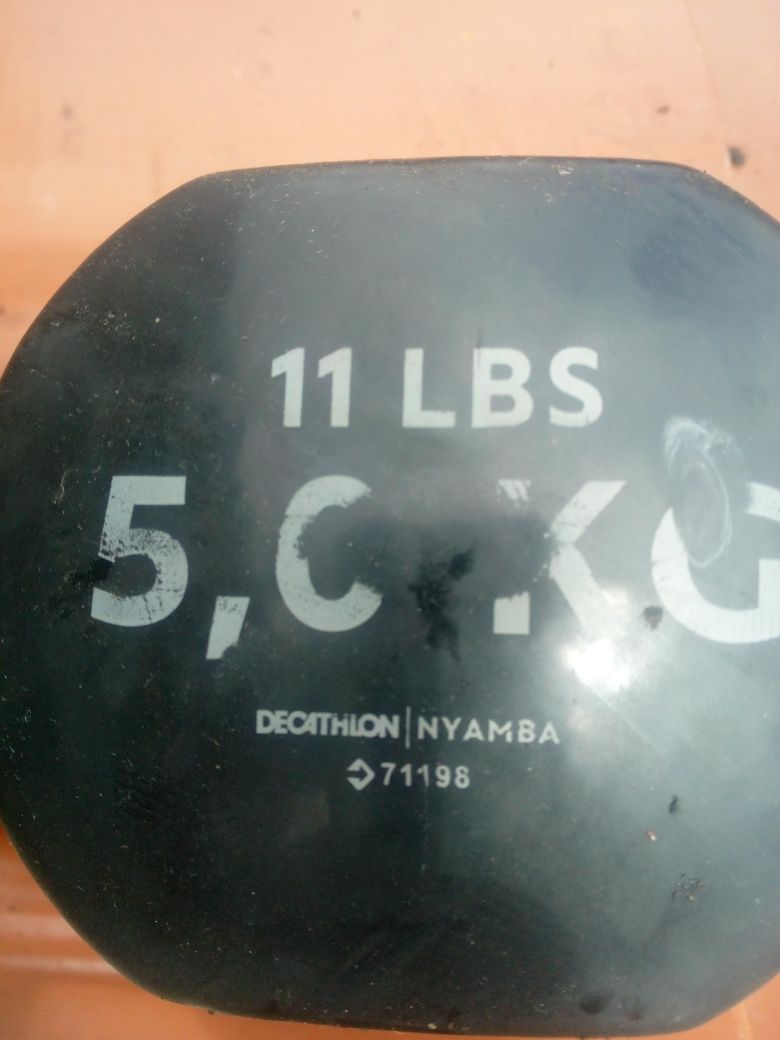 11 LBS
5,0 KG
DECATHLON | NYAMBA
71198